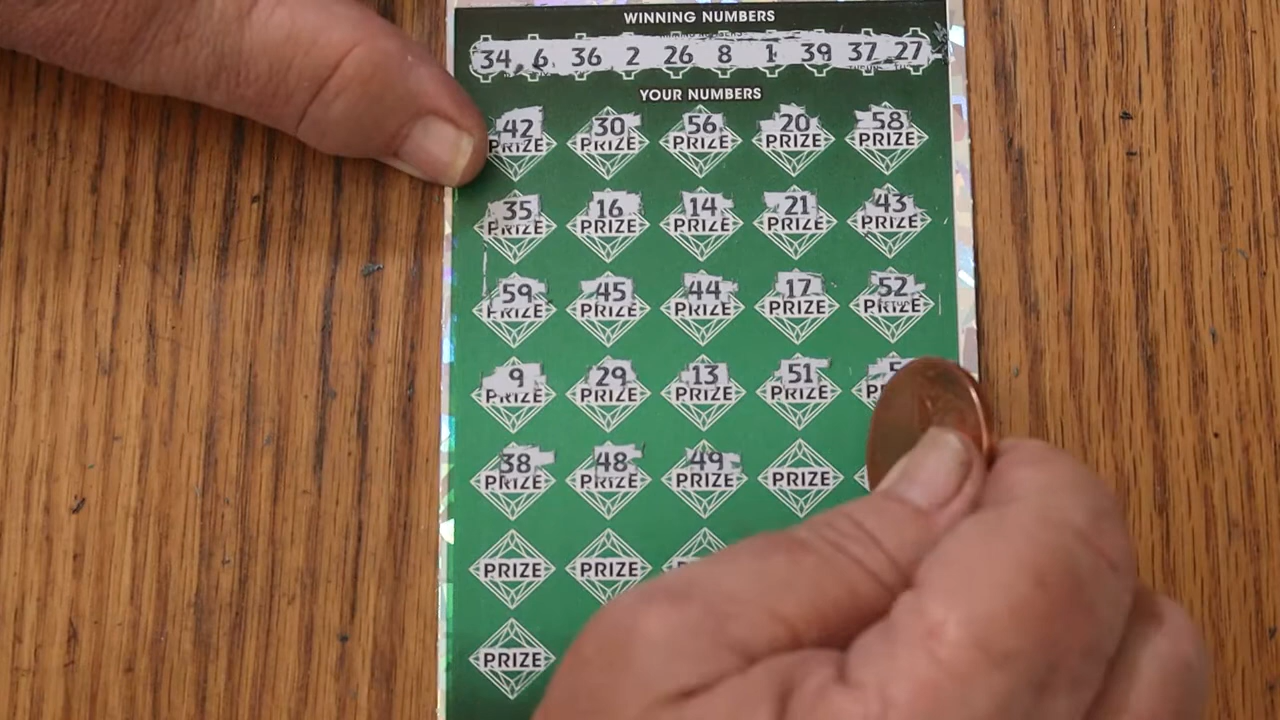 WINNING NUMBERS
34 6 36 2 26 8 1 39 37 27
YOUR NUMBERS
42 30 56 20 58
PRIZE PRIZE PRIZE PRIZE PRIZE
35 16 14 21 43
PRIZE PRIZE PRIZE PRIZE PRIZE
59 45 44 17 52
PRIZE PRIZE PRIZE PRIZE PRIZE
9 29 13 51
PRIZE PRIZE PRIZE PRIZE
38 48 49
PRIZE PRIZE PRIZE PRIZE
PRIZE PRIZE
PRIZE